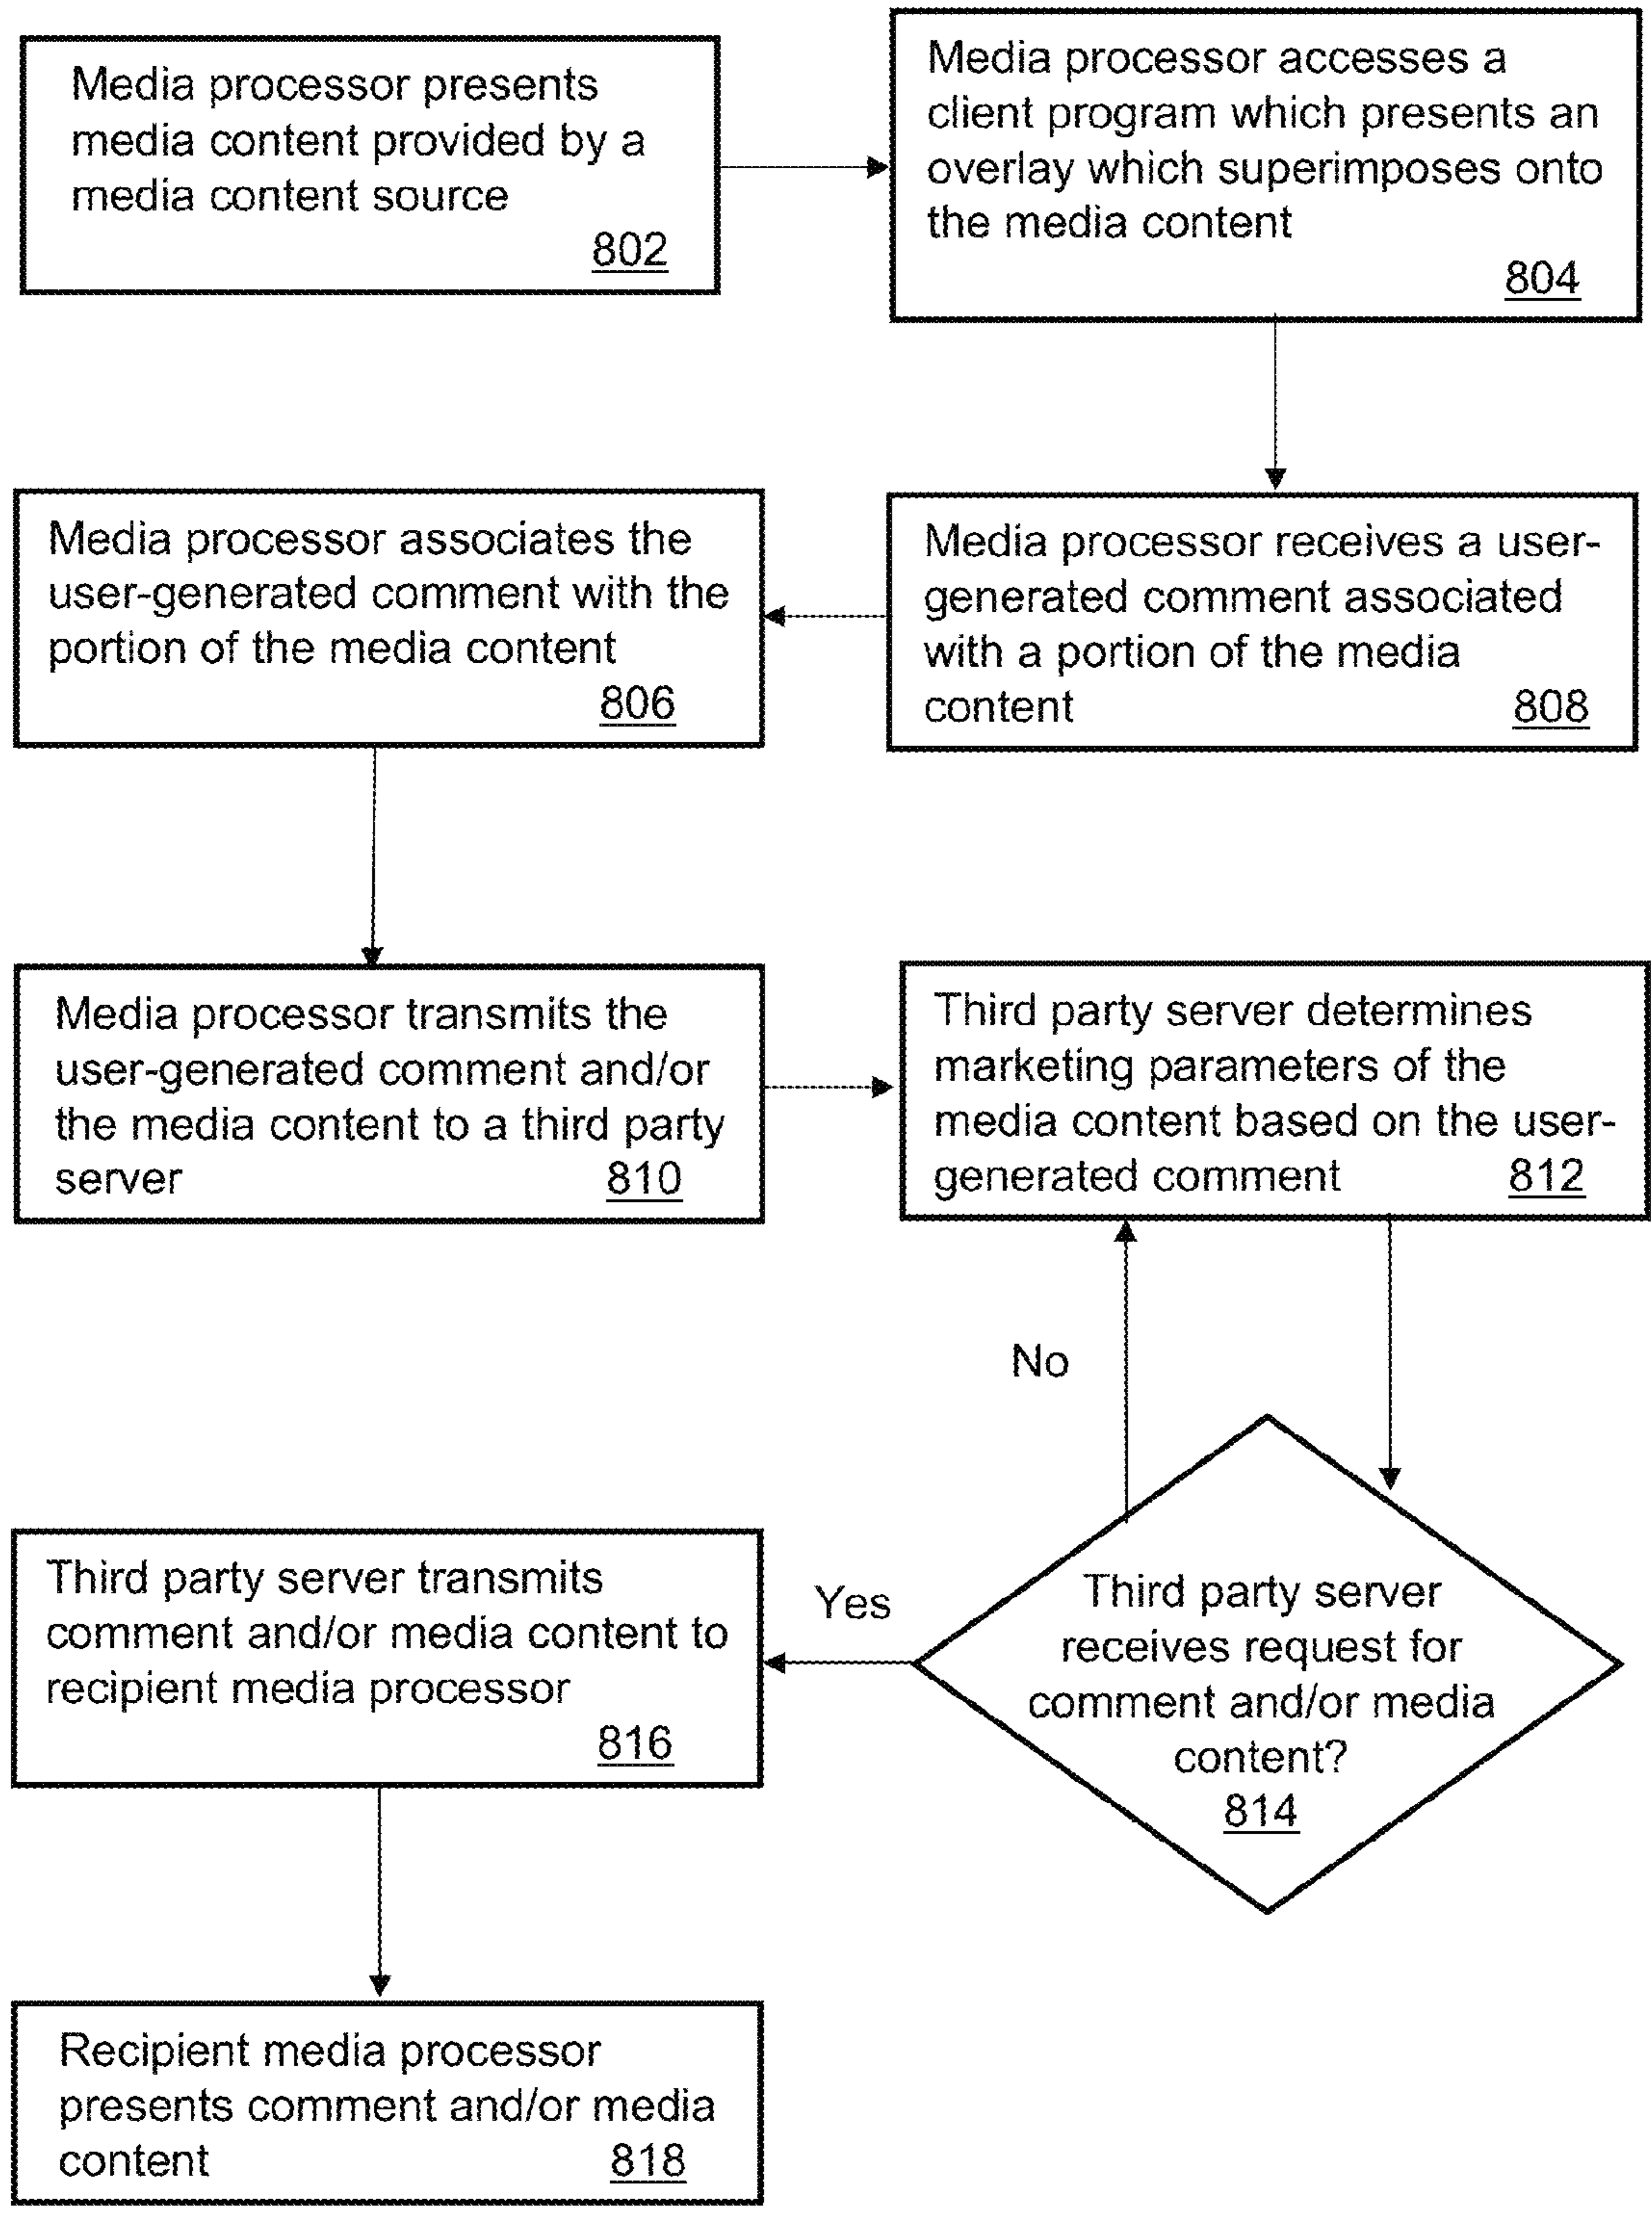 Media processor presents
media content provided by a
media content source
802
Media processor accesses a
client program which presents an
overlay which superimposes onto
the media content
804
Media processor associates the
user-generated comment with the
portion of the media content
806
Media processor receives a user-
generated comment associated
with a portion of the media
content 808
Media processor transmits the
user-generated comment and/or
the media content to a third party
server 810
Third party server determines
marketing parameters of the
media content based on the user-
generated comment 812
No
Yes
Third party server
receives request for
comment and/or media
content?
814
Third party server transmits
comment and/or media content to
recipient media processor
816
Recipient media processor
presents comment and/or media
content 818